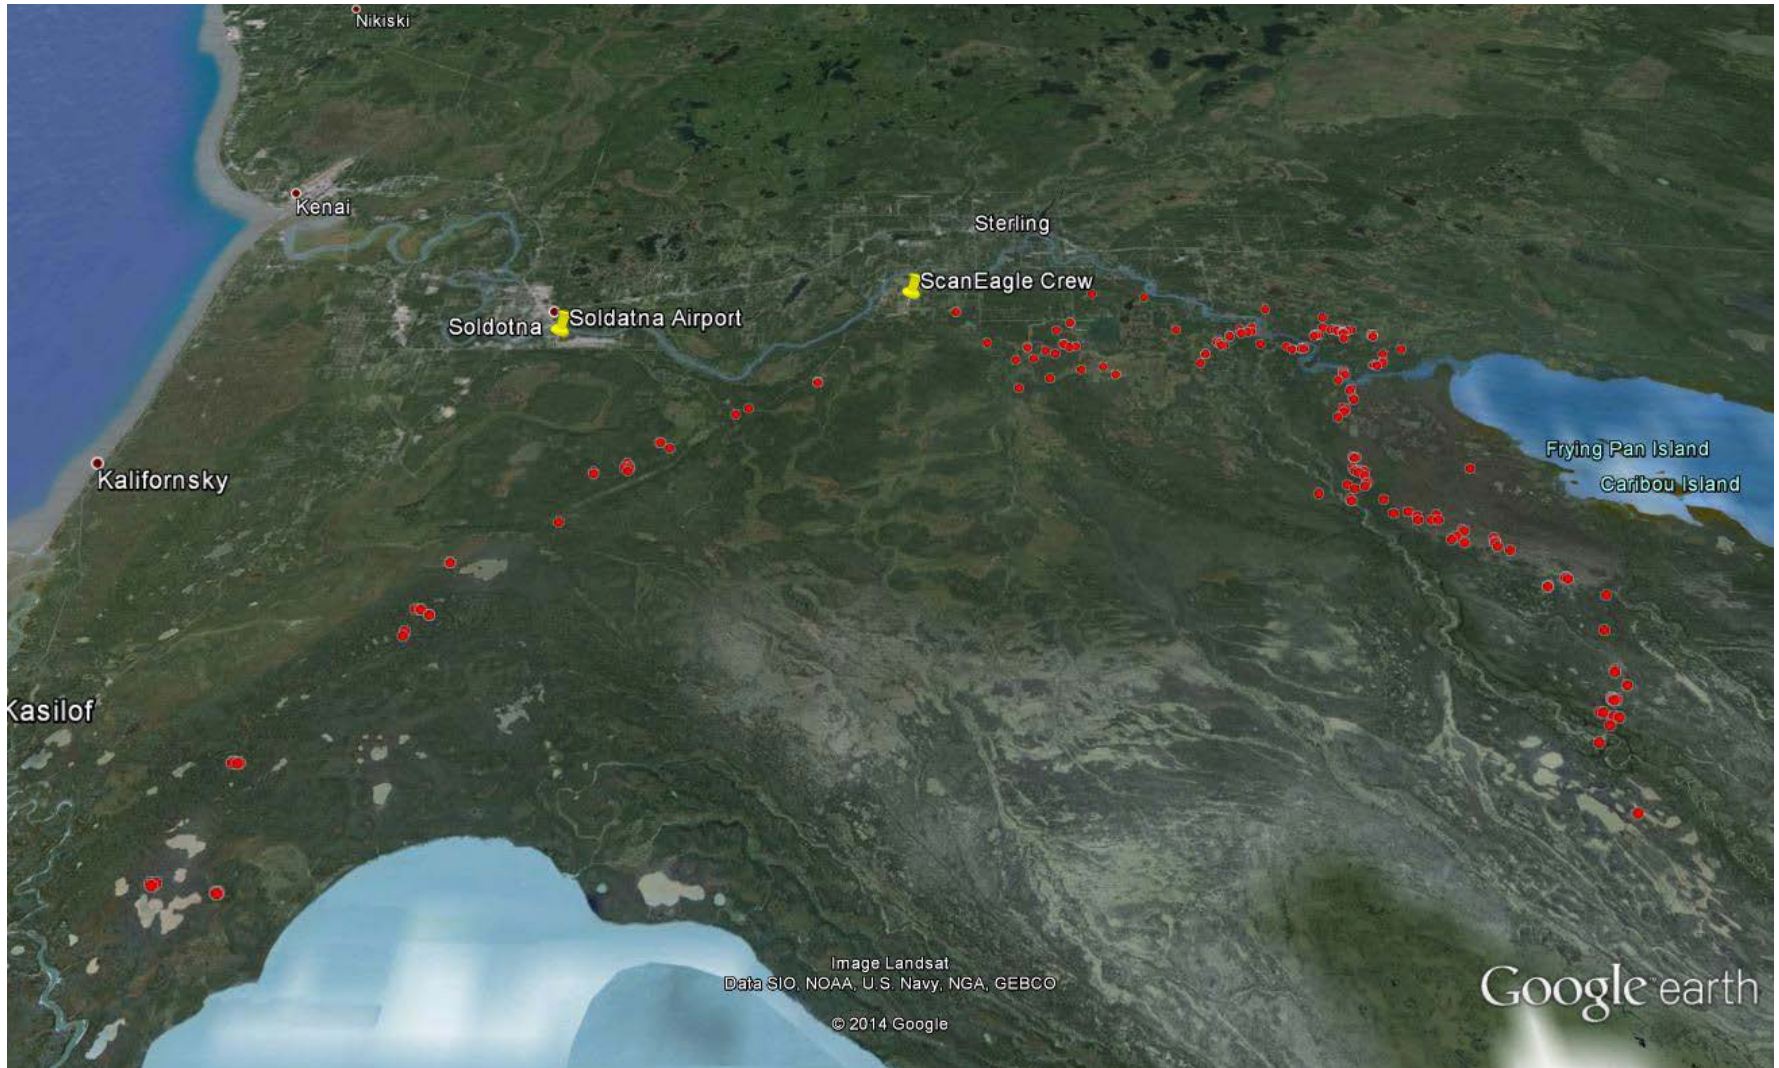 Nikiski
Kenai
Sterling
ScanEagle Crew
Soldotna
Soldatna Airport
Frying Pan Island
Kalifornsky
Caribou Island
Kasilof
Image Landsat
Data SIO, NOAA, U.S. Navy, NGA, GEBCO
© 2014 Google
Google earth